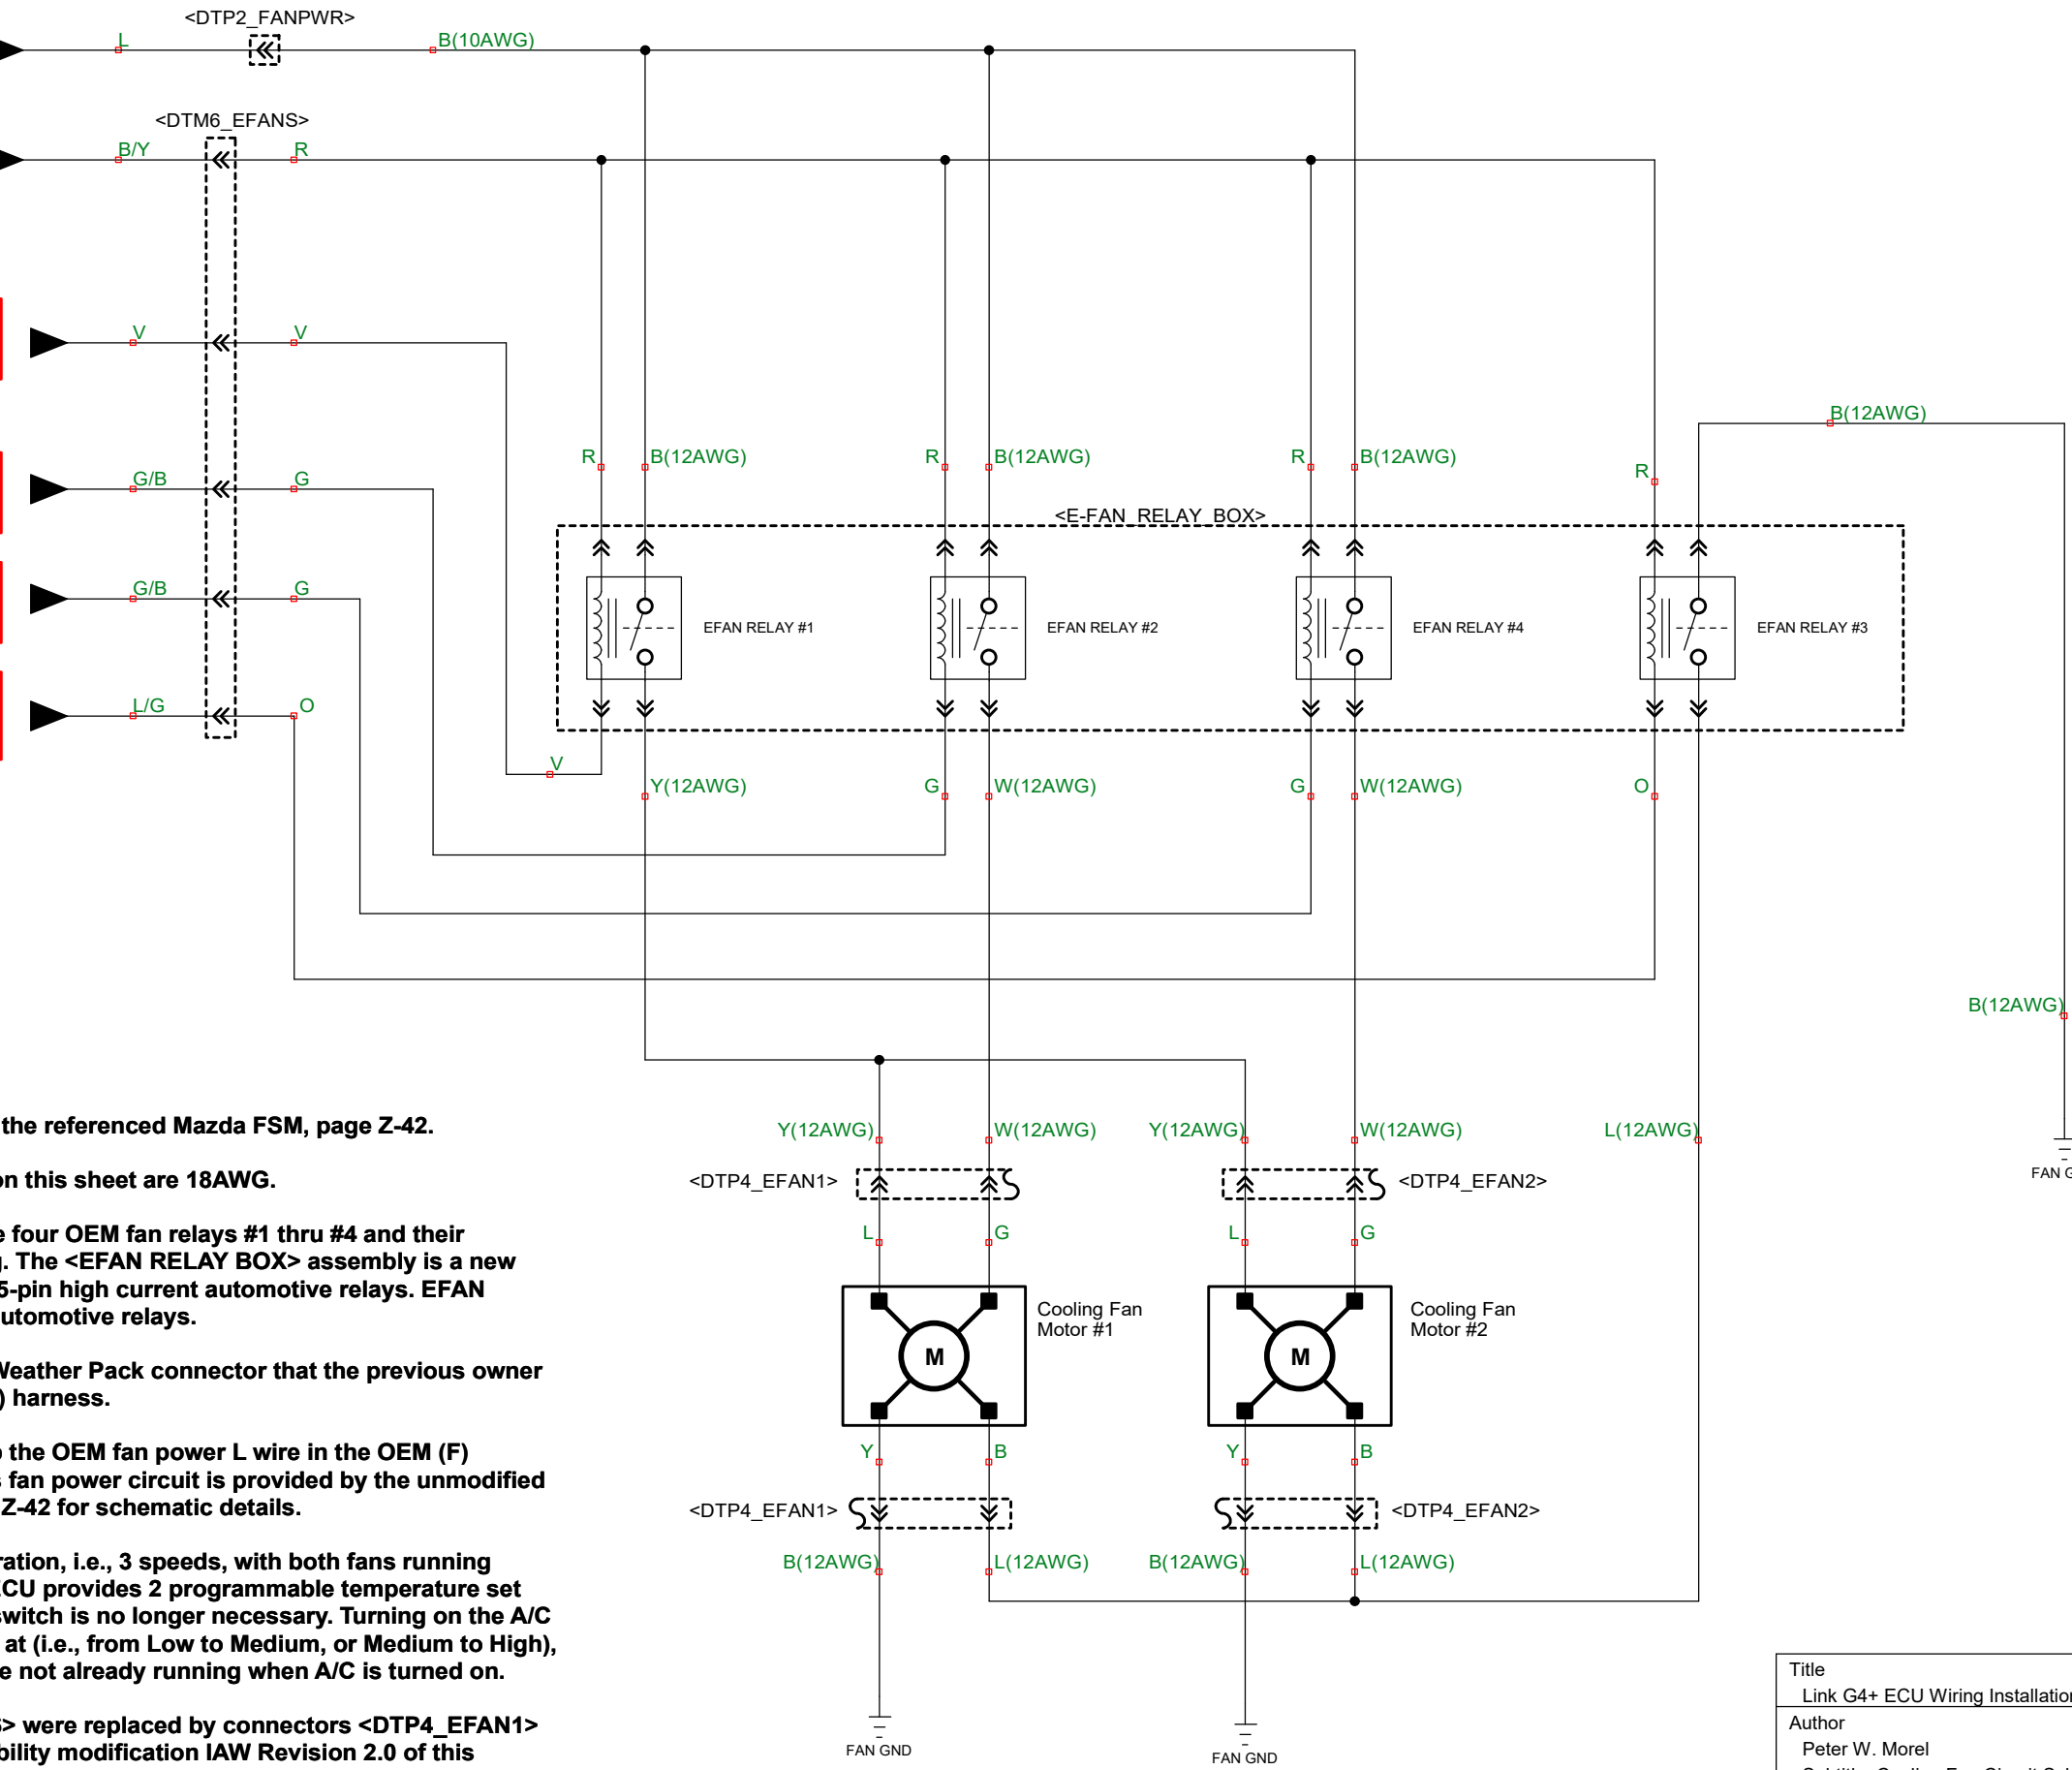 <DTP2_FANPWR>
L
B(10AWG)
<DTM6_EFANS>
B/Y
R
V
V
B(12AWG)
R
B(12AWG)
R
B(12AWG)
R
B(12AWG)
R
G/B
G
<E-FAN RELAY BOX>
G/B
G
EFAN RELAY #1
EFAN RELAY #2
EFAN RELAY #4
EFAN RELAY #3
L/G
O
V
Y(12AWG)
G
W(12AWG)
G
W(12AWG)
O
B(12AWG)
the referenced Mazda FSM, page Z-42.
Y(12AWG)
W(12AWG)
Y(12AWG)
W(12AWG)
L(12AWG)
on this sheet are 18AWG.
<DTP4_EFAN1>
<DTP4_EFAN2>
FAN G
four OEM fan relays #1 thru #4 and their
L
G
L
G
The <EFAN RELAY BOX> assembly is a new
5-pin high current automotive relays. EFAN
utomotive relays.
Cooling Fan
Motor #1
Cooling Fan
Motor #2
M
M
Weather Pack connector that the previous owner
) harness.
the OEM fan power L wire in the OEM (F)
fan power circuit is provided by the unmodified
Z-42 for schematic details.
Y
B
Y
B
<DTP4_EFAN1>
<DTP4_EFAN2>
ration, i.e., 3 speeds, with both fans running
ECU provides 2 programmable temperature set
switch is no longer necessary. Turning on the A/C
at (i.e., from Low to Medium, or Medium to High),
e not already running when A/C is turned on.
B(12AWG)
L(12AWG)
B(12AWG)
L(12AWG)
> were replaced by connectors <DTP4_EFAN1>
bility modification IAW Revision 2.0 of this
FAN GND
FAN GND
Title
Link G4+ ECU Wiring Installation
Author
Peter W. Morel